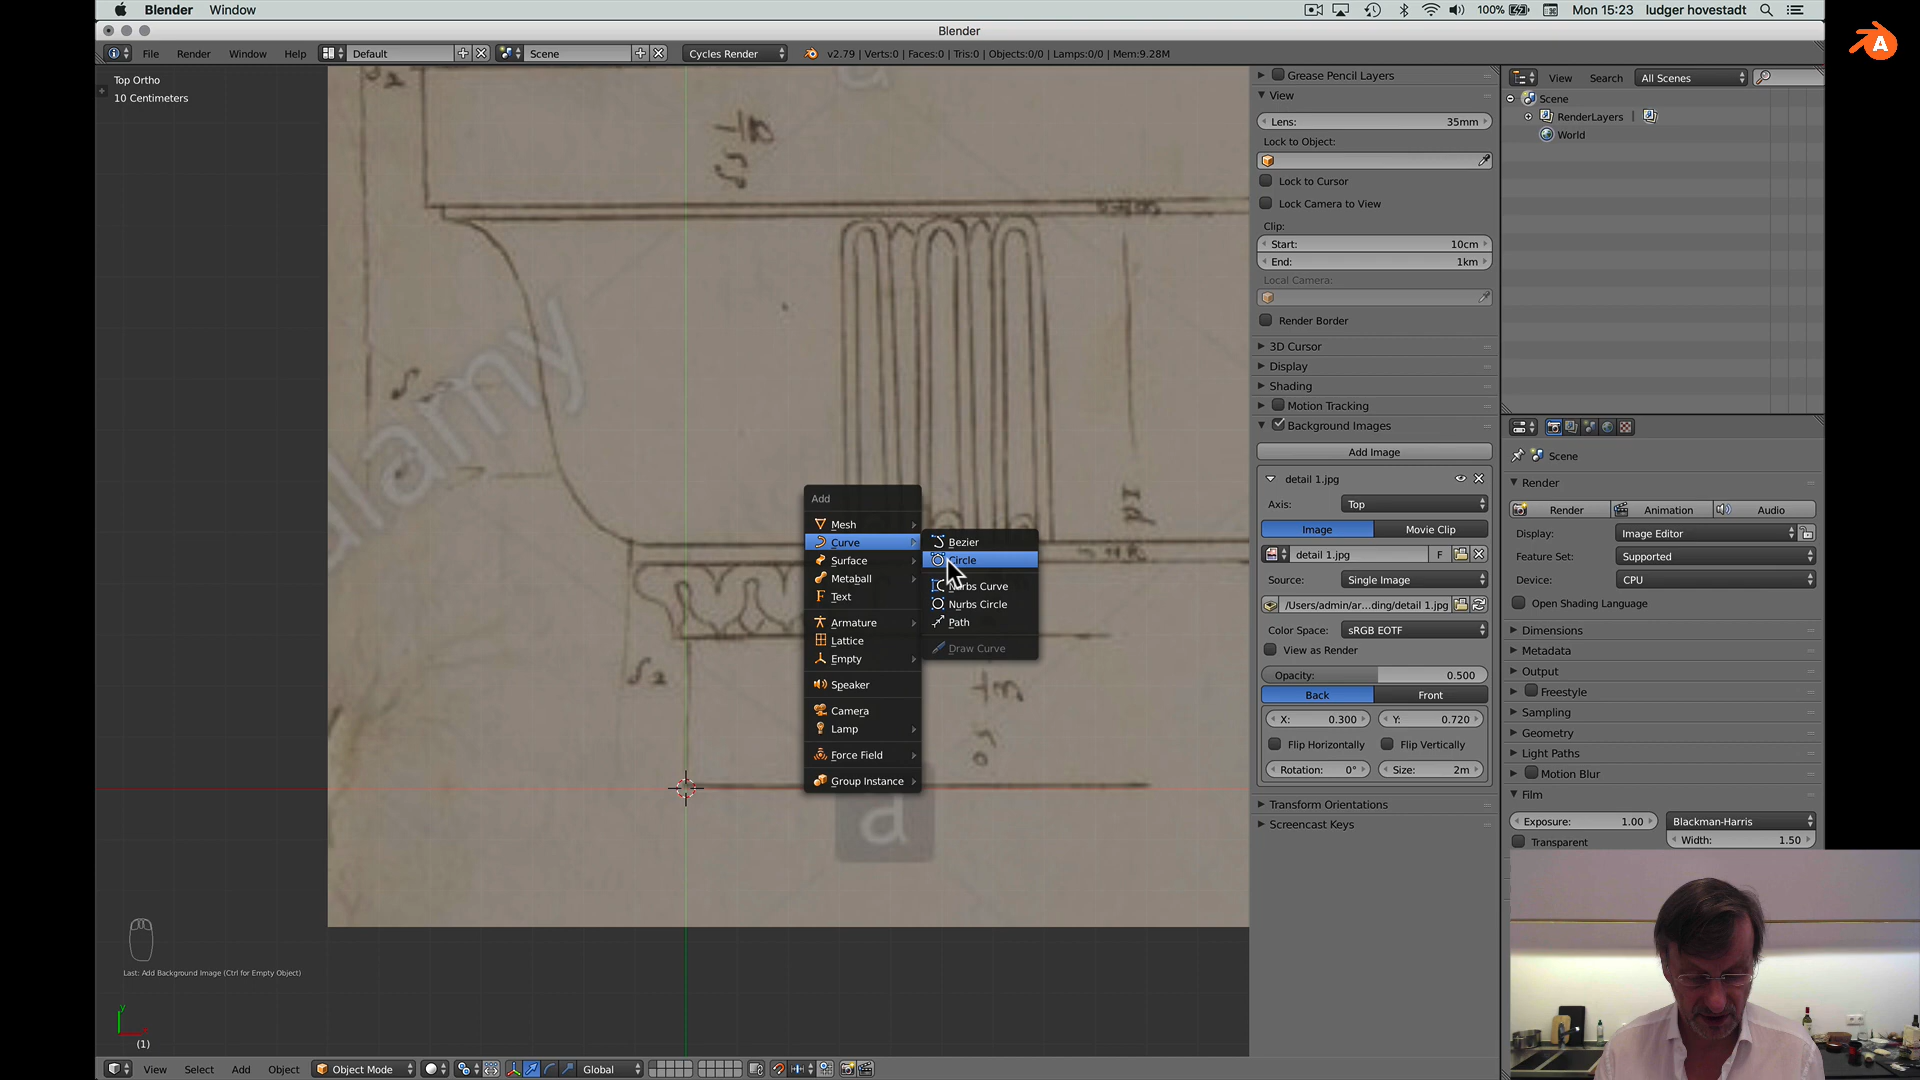 Blender Window
100% Mon 15:23 ludger hovestadt
Blender
File Render Window Help Default Scene Cycles Render v2.79 | Verts:0 | Faces:0 | Tris:0 | Objects:0/0 | Lamps:0/0 | Mem:9.28M
View Search All Scenes
Top Ortho
10 Centimeters
Scene
RenderLayers
World
Grease Pencil Layers
View
Lens: 35mm
Lock to Object:
Lock to Cursor
Lock Camera to View
Clip:
Start: 10cm
End: 1km
Local Camera:
Render Border
3D Cursor
Display
Shading
Motion Tracking
Background Images
Add Image
detail 1.jpg
Axis: Top
Image Movie Clip
detail 1.jpg F
Source: Single Image
/Users/admin/ar...ding/detail 1.jpg
Color Space: sRGB EOTF
View as Render
Opacity: 0.500
Back Front
X: 0.300 Y: 0.720
Flip Horizontally Flip Vertically
Rotation: 0° Size: 2m
Transform Orientations
Screencast Keys
Scene
Render
Render Animation Audio
Display: Image Editor
Feature Set: Supported
Device: CPU
Open Shading Language
Dimensions
Metadata
Output
Freestyle
Sampling
Geometry
Light Paths
Motion Blur
Film
Exposure: 1.00 Blackman-Harris
Transparent Width: 1.50
Add
Mesh
Curve
Surface
Metaball
Text
Armature
Lattice
Empty
Speaker
Camera
Lamp
Force Field
Group Instance
Bezier
Circle
Nurbs Curve
Nurbs Circle
Path
Draw Curve
alamy
a
Last: Add Background Image (Ctrl for Empty Object)
y
(1)
View Select Add Object Object Mode Global
A